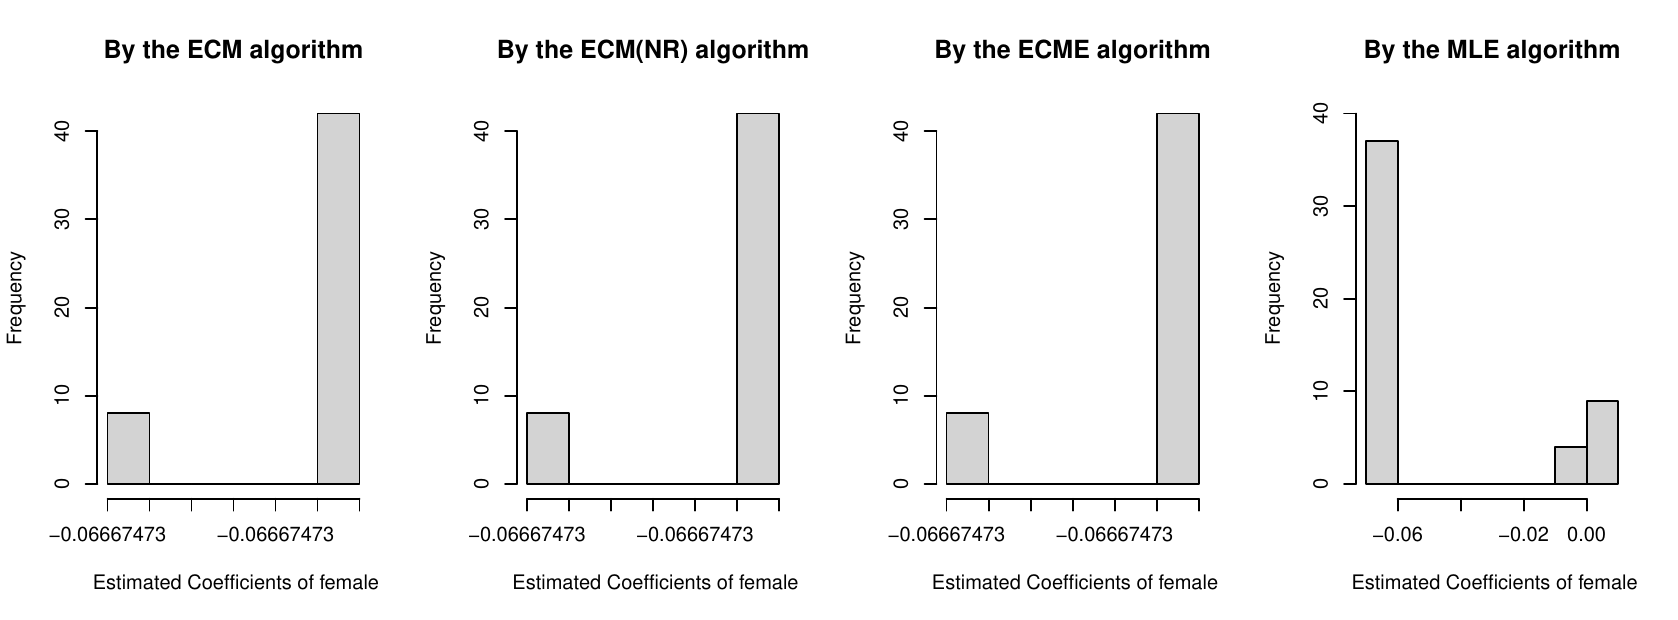 By the ECM algorithm
Frequency
40
30
20
10
0
−0.06667473 −0.06667473
Estimated Coefficients of female
By the ECM(NR) algorithm
Frequency
40
30
20
10
0
−0.06667473 −0.06667473
Estimated Coefficients of female
By the ECME algorithm
Frequency
40
30
20
10
0
−0.06667473 −0.06667473
Estimated Coefficients of female
By the MLE algorithm
Frequency
40
30
20
10
0
−0.06 −0.02 0.00
Estimated Coefficients of female